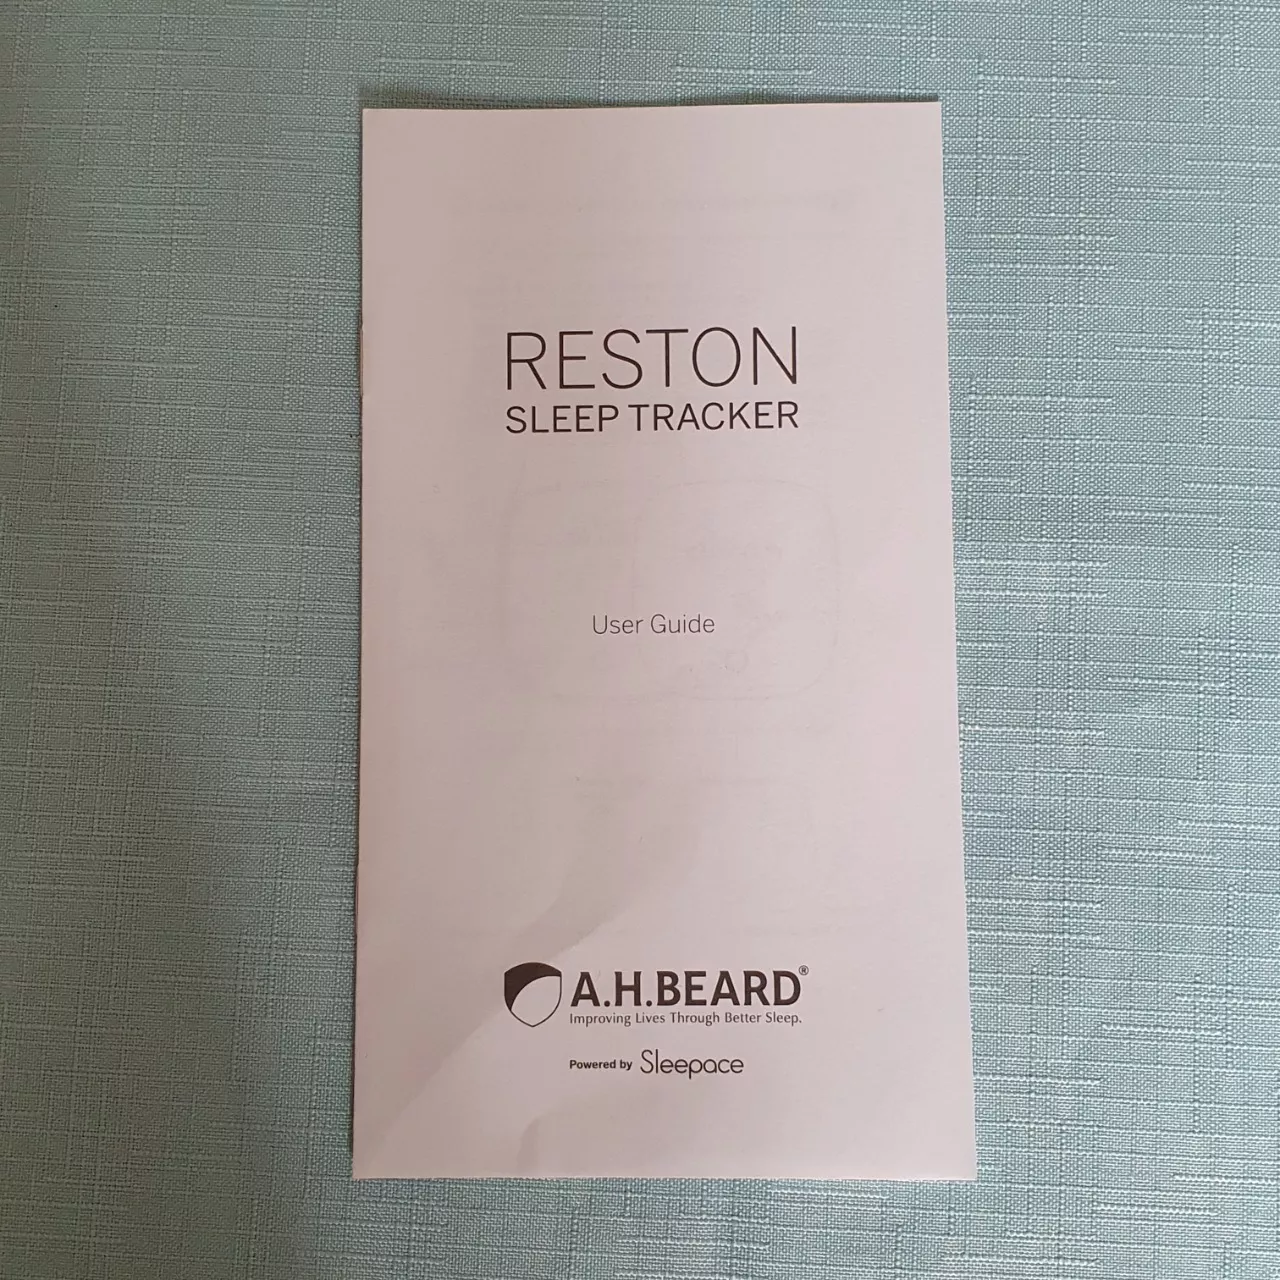 RESTON
SLEEP TRACKER
User Guide
A.H.BEARD®
Improving Lives Through Better Sleep.
Powered by Sleepace